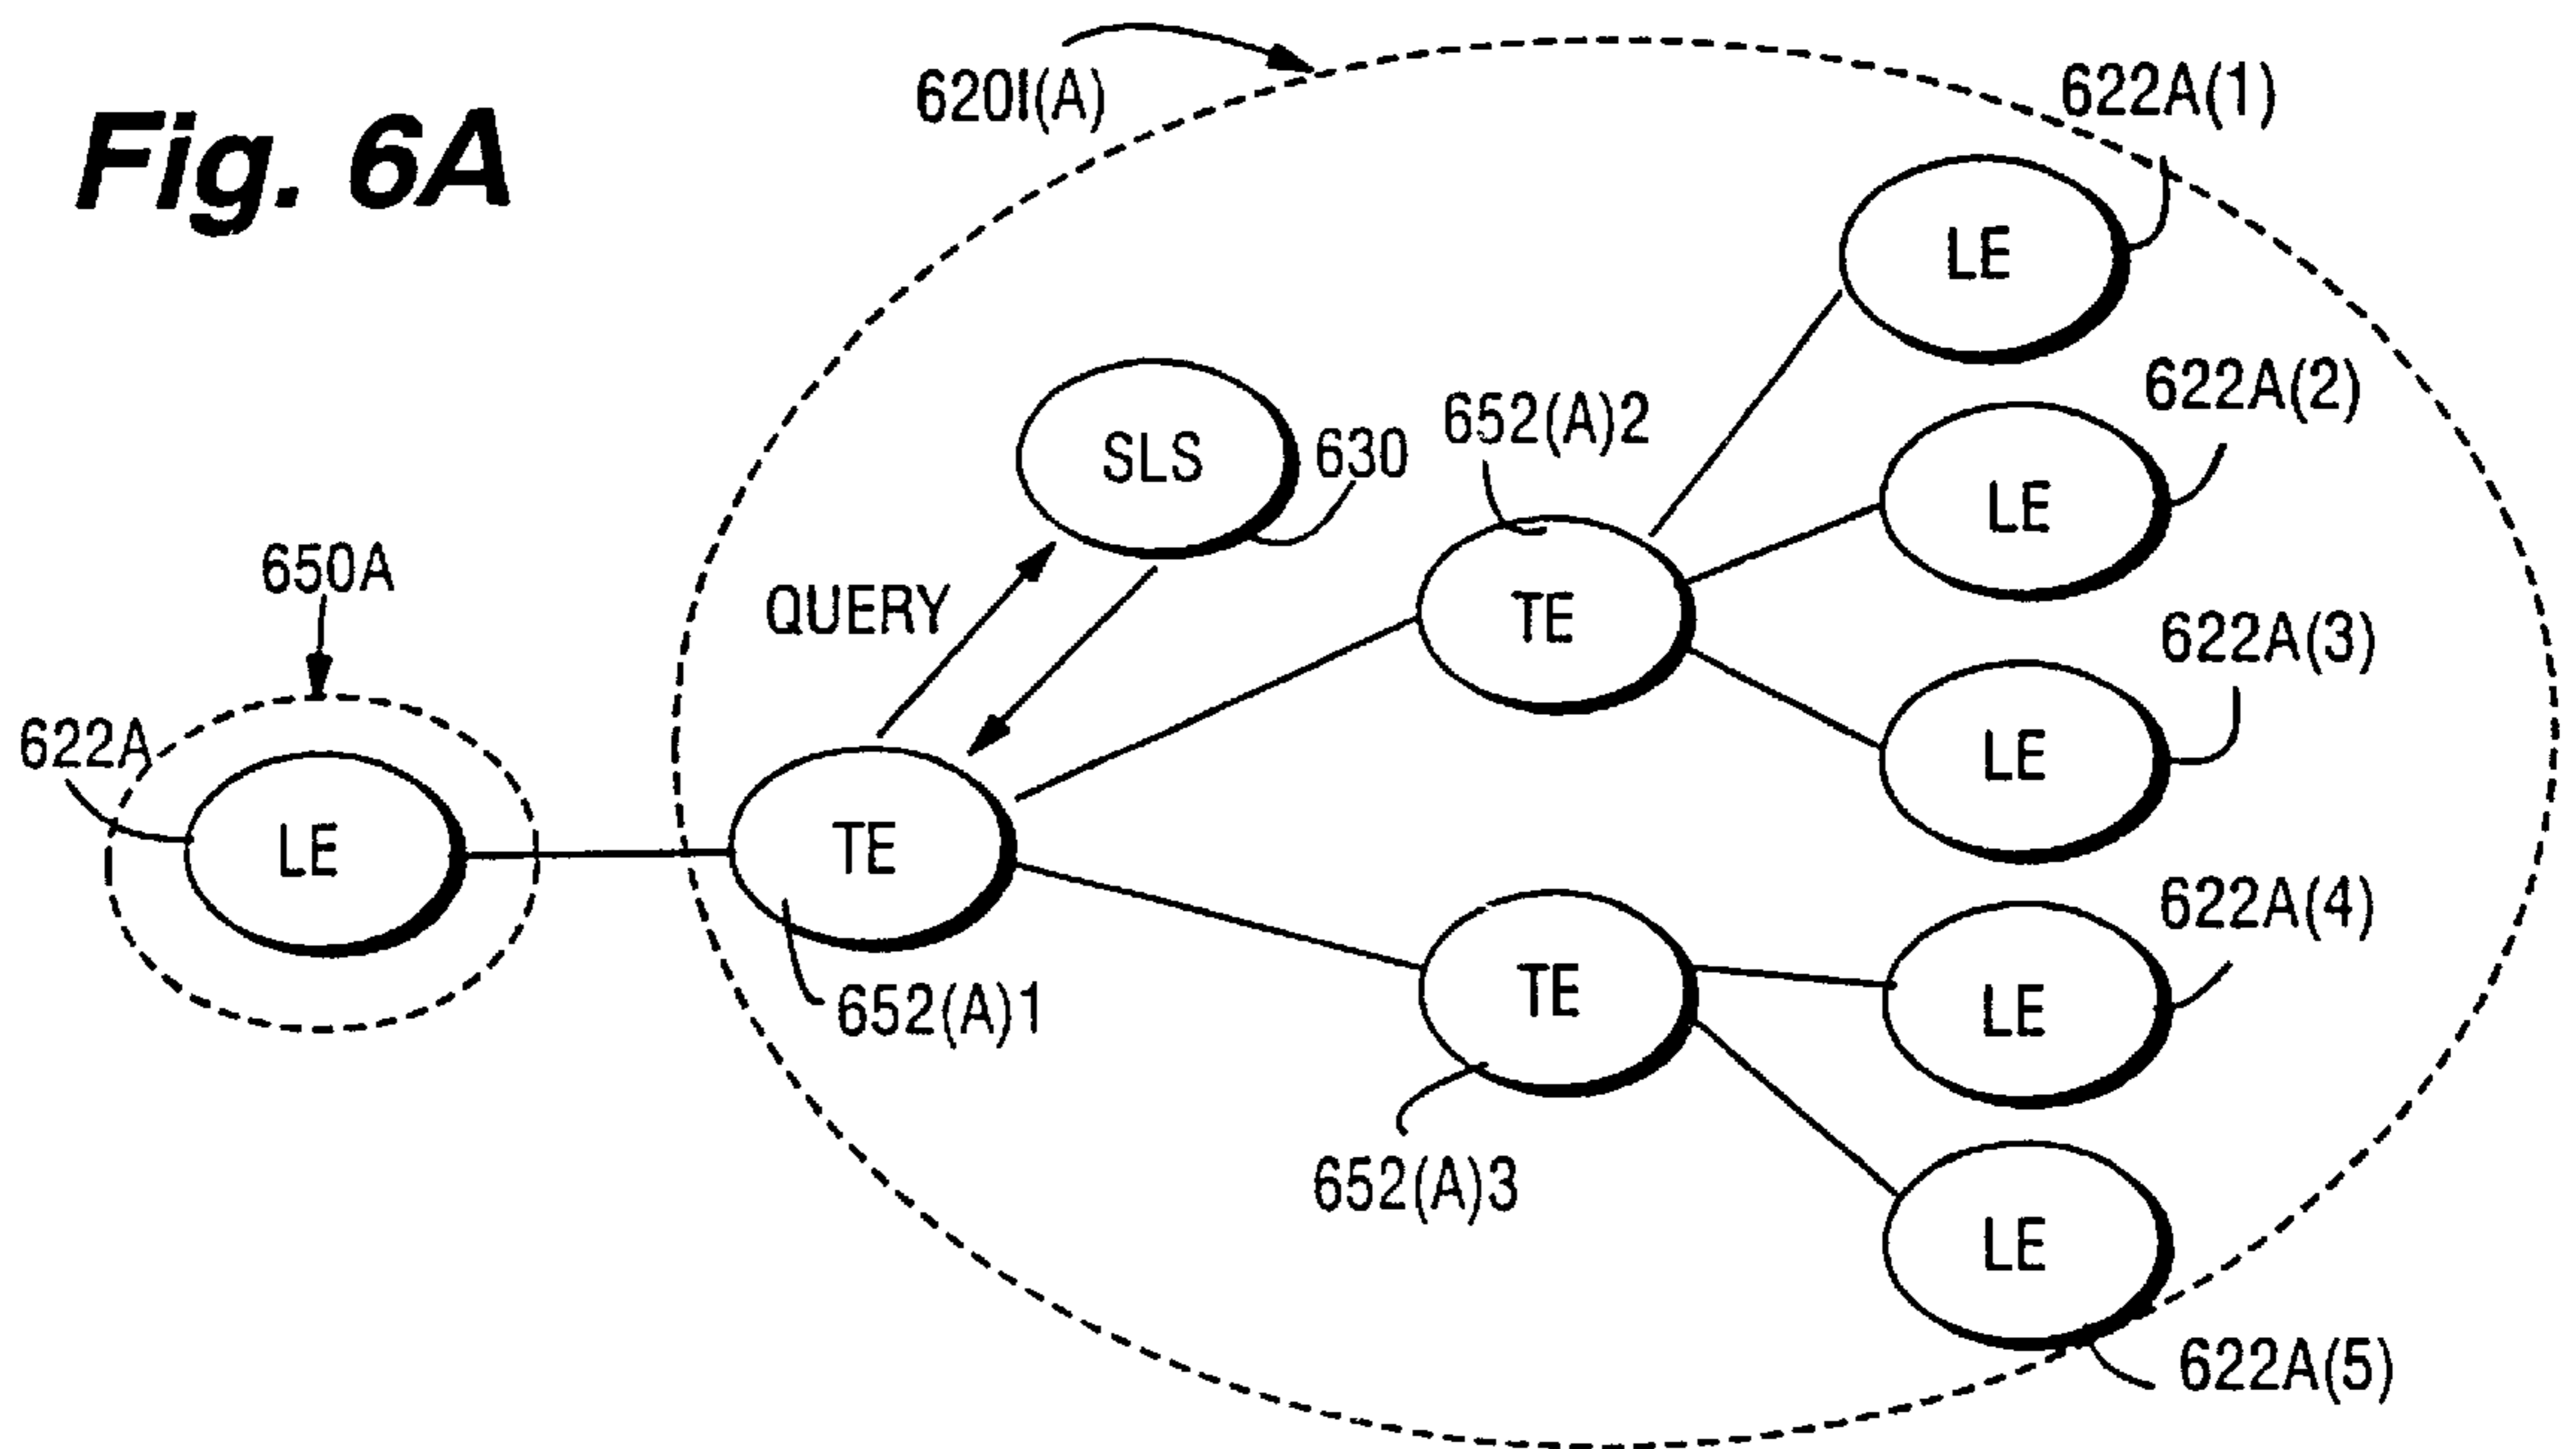 Fig. 6A
620I(A)
622A(1)
LE
622A(2)
LE
SLS
630
652(A)2
650A
QUERY
TE
622A(3)
LE
622A
LE
TE
652(A)1
622A(4)
TE
LE
652(A)3
LE
622A(5)